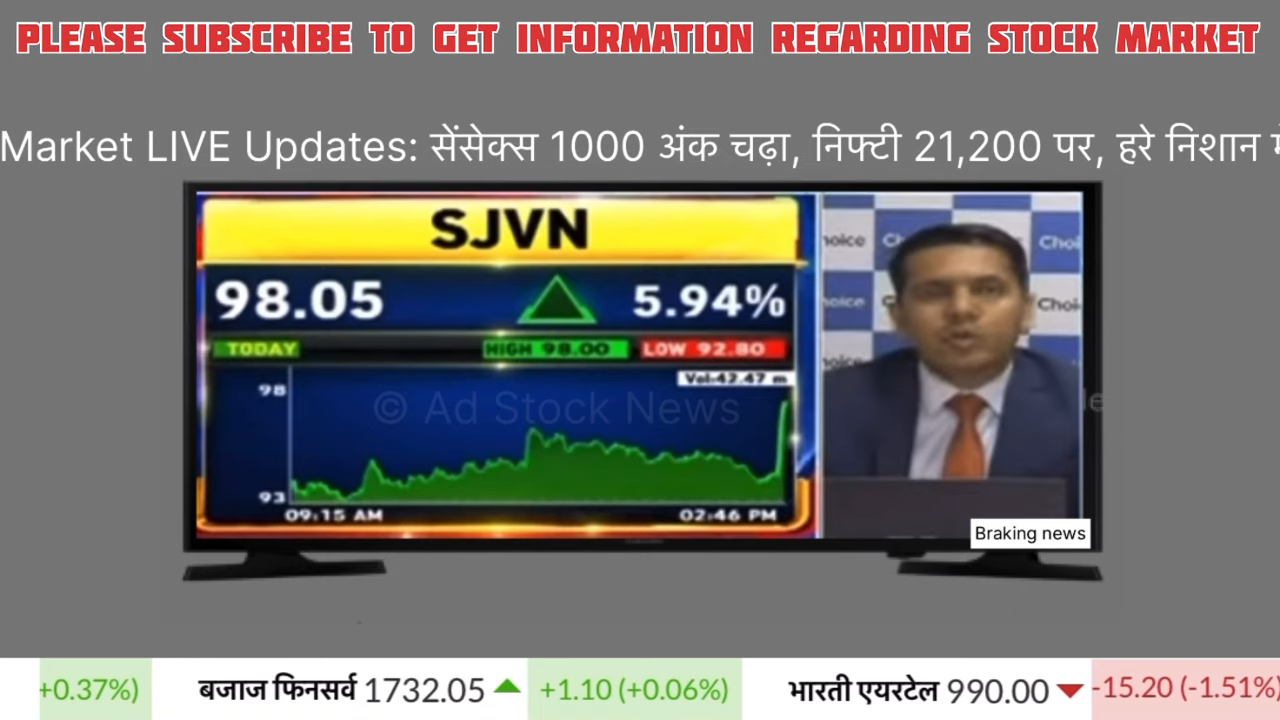 PLEASE SUBSCRIBE TO GET INFORMATION REGARDING STOCK MARKET
Market LIVE Updates: सेंसेक्स 1000 अंक चढ़ा, निफ्टी 21,200 पर, हरे निशान
SJVN
98.05 5.94%
TODAY HIGH 98.00 LOW 92.80
Vol:42.47 m
98
© Ad Stock News
93
09:15 AM 02:46 PM
Choice
Choice
Braking news
+0.37%) बजाज फिनसर्व 1732.05 +1.10 (+0.06%) भारती एयरटेल 990.00 -15.20 (-1.51%)